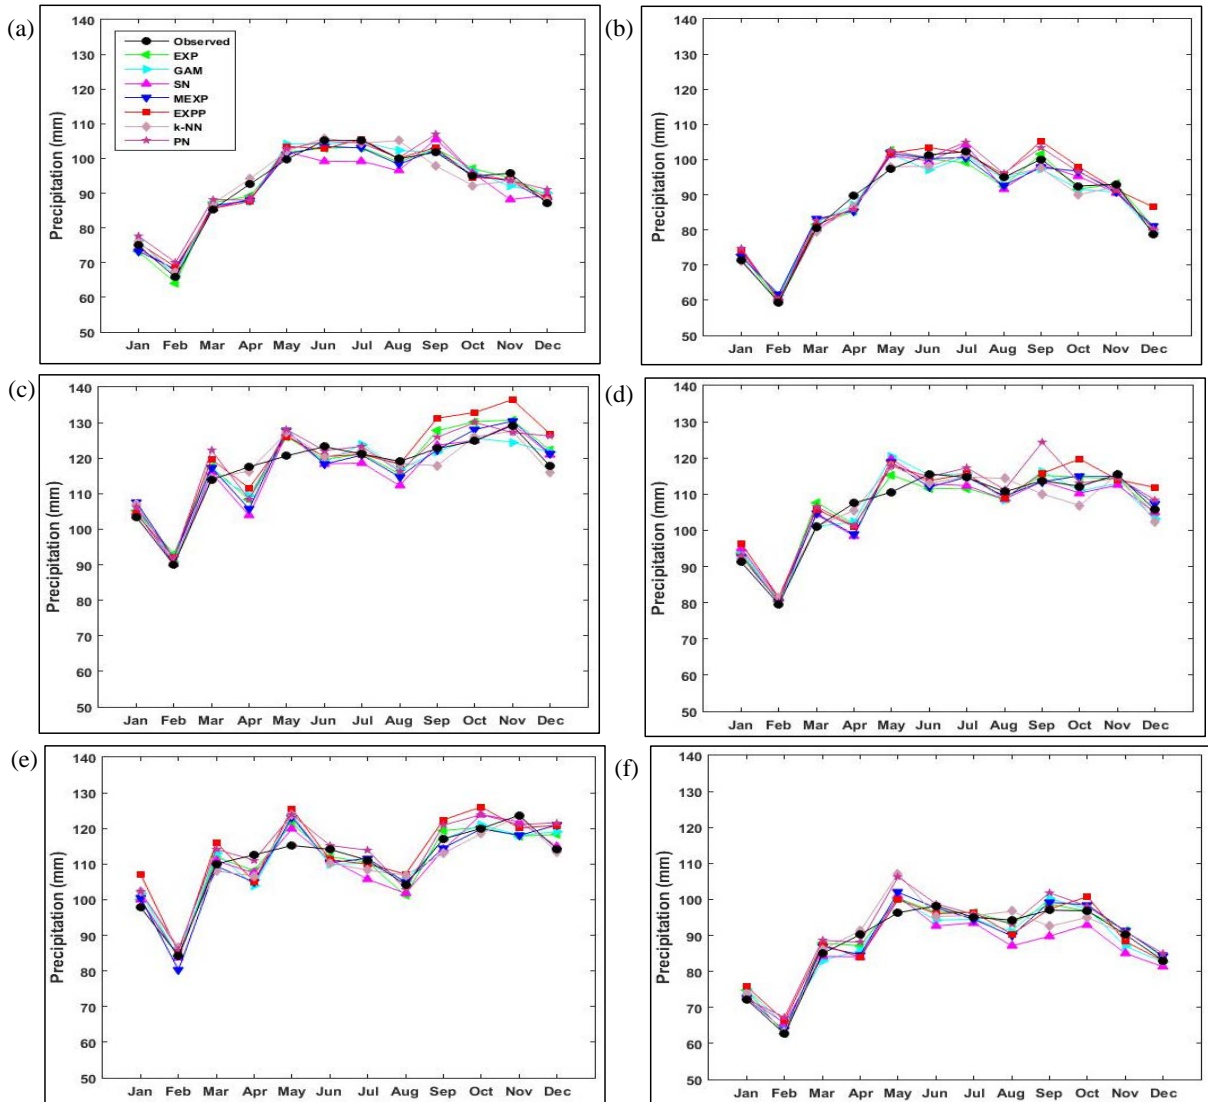 (a)
140
130
120
110
100
90
80
70
60
50
Precipitation (mm)
Observed
EXP
GAM
SN
MEXP
EXPP
k-NN
PN
Jan Feb Mar Apr May Jun Jul Aug Sep Oct Nov Dec
(b)
140
130
120
110
100
90
80
70
60
50
Precipitation (mm)
Jan Feb Mar Apr May Jun Jul Aug Sep Oct Nov Dec
(c)
140
130
120
110
100
90
80
70
60
50
Precipitation (mm)
Jan Feb Mar Apr May Jun Jul Aug Sep Oct Nov Dec
(d)
140
130
120
110
100
90
80
70
60
50
Precipitation (mm)
Jan Feb Mar Apr May Jun Jul Aug Sep Oct Nov Dec
(e)
140
130
120
110
100
90
80
70
60
50
Precipitation (mm)
Jan Feb Mar Apr May Jun Jul Aug Sep Oct Nov Dec
(f)
140
130
120
110
100
90
80
70
60
50
Precipitation (mm)
Jan Feb Mar Apr May Jun Jul Aug Sep Oct Nov Dec